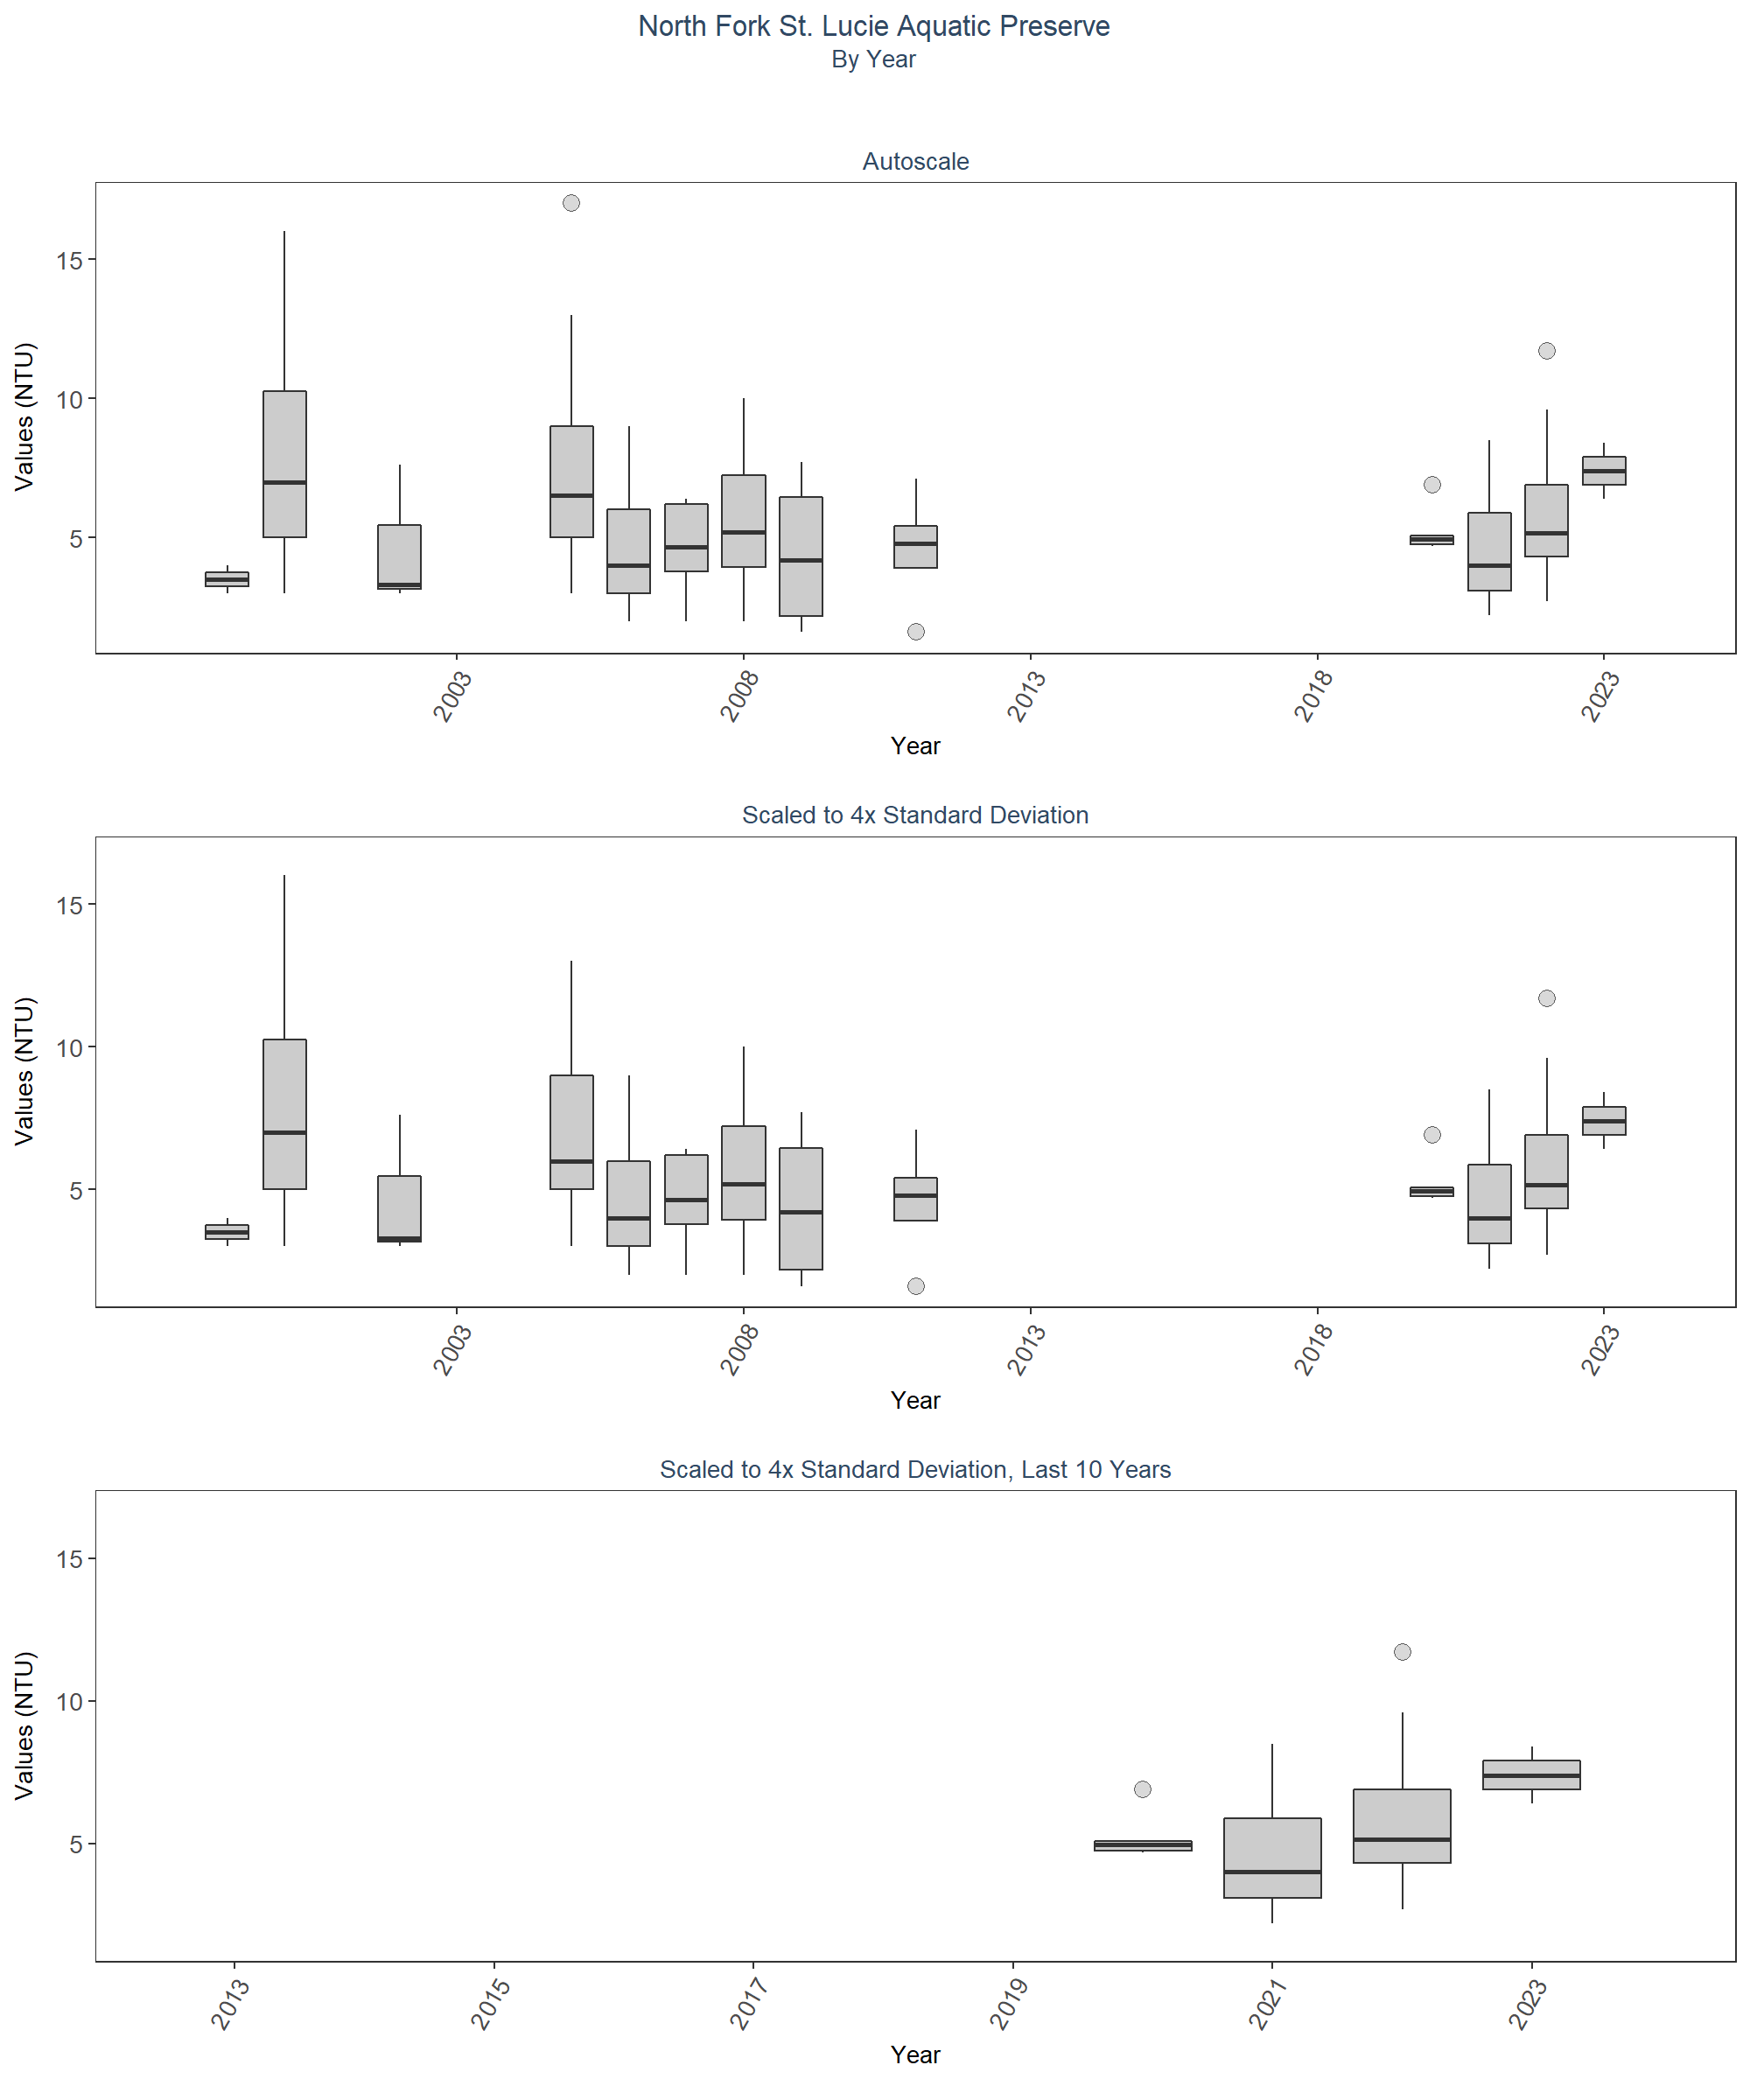 North Fork St. Lucie Aquatic Preserve
By Year
Autoscale
Values (NTU)
15
10
5
2003 2008 2013 2018 2023
Year
Scaled to 4x Standard Deviation
Values (NTU)
15
10
5
2003 2008 2013 2018 2023
Year
Scaled to 4x Standard Deviation, Last 10 Years
Values (NTU)
15
10
5
2013 2015 2017 2019 2021 2023
Year